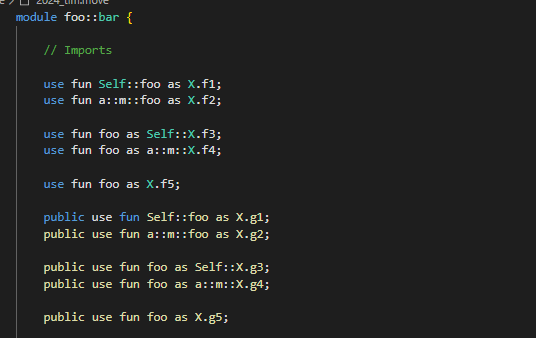 2024_tim.move
module foo::bar {
// Imports
use fun Self::foo as X.f1;
use fun a::m::foo as X.f2;
use fun foo as Self::X.f3;
use fun foo as a::m::X.f4;
use fun foo as X.f5;
public use fun Self::foo as X.g1;
public use fun a::m::foo as X.g2;
public use fun foo as Self::X.g3;
public use fun foo as a::m::X.g4;
public use fun foo as X.g5;